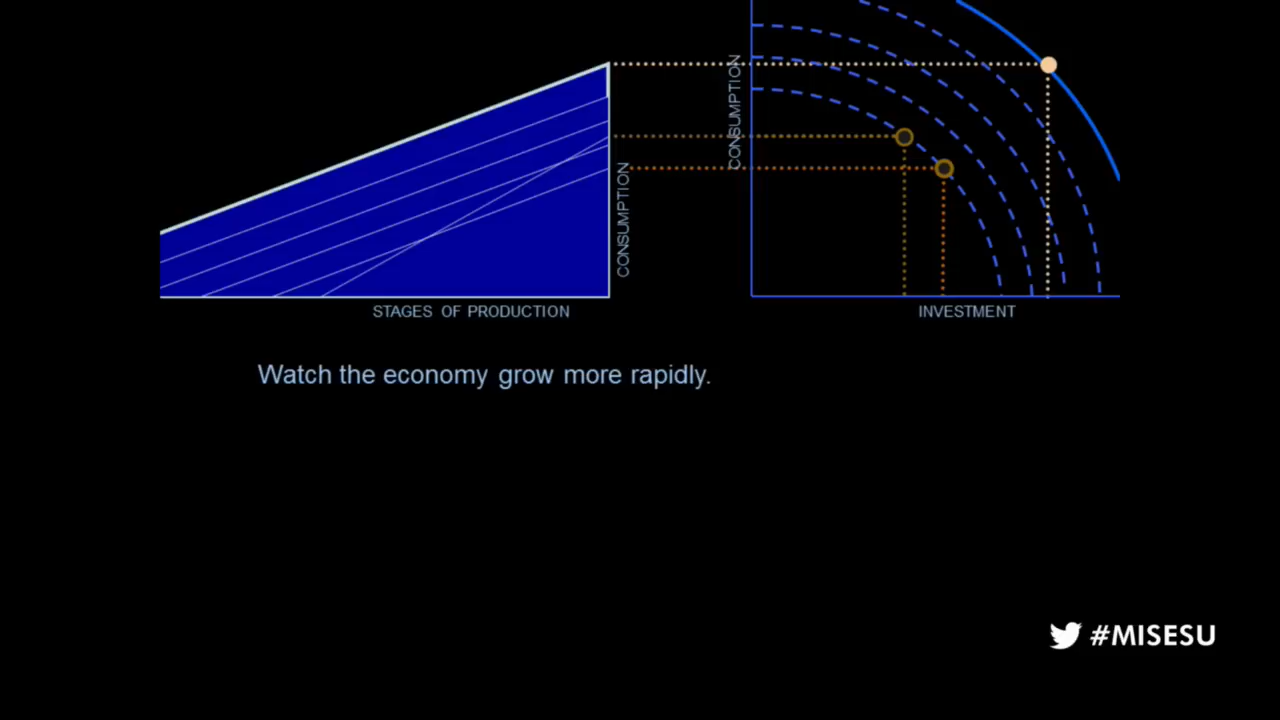 CONSUMPTION
CONSUMPTION
STAGES OF PRODUCTION
INVESTMENT
Watch the economy grow more rapidly.
#MISESU